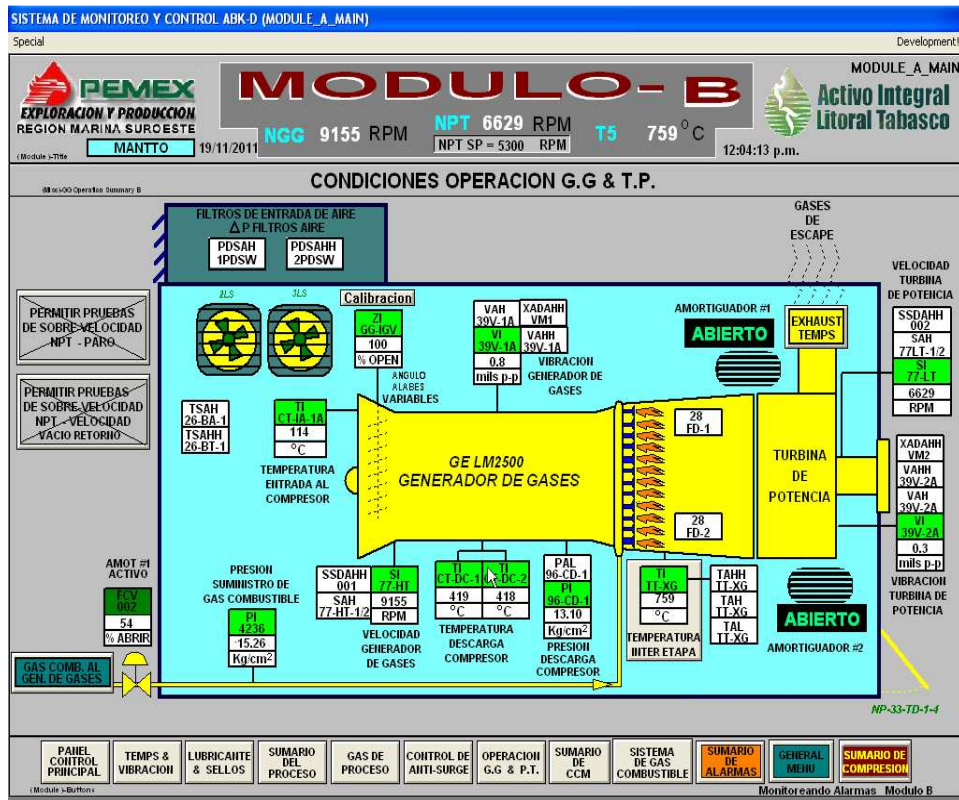 SISTEMA DE MONITOREO Y CONTROL ABK-D (MODULE_A_MAIN)
Special
Development!
PEMEX
EXPLORACION Y PRODUCCION
REGION MARINA SUROESTE
MANTTO
19/11/2011
(Module )-Title
MODULO-B
NGG 9155 RPM
NPT 6629 RPM
NPT SP = 5300 RPM
T5 759 °C
MODULE_A_MAIN
Activo Integral
Litoral Tabasco
12:04:13 p.m.
(Misc)-GG Operation Summary B
CONDICIONES OPERACION G.G & T.P.
FILTROS DE ENTRADA DE AIRE
Δ P FILTROS AIRE
PDSAH
1PDSW
PDSAHH
2PDSW
GASES
DE
ESCAPE
PERMITIR PRUEBAS
DE SOBRE-VELOCIDAD
NPT - PARO
PERMITIR PRUEBAS
DE SOBRE-VELOCIDAD
NPT - VELOCIDAD
VACIO RETORNO
2LS
3LS
Calibracion
ZI
GG-IGV
100
% OPEN
ANGULO
ALABES
VARIABLES
VAH
39V-1A
VI
39V-1A
0.8
mils p-p
XADAHH
VM1
VAHH
39V-1A
VIBRACION
GENERADOR DE
GASES
AMORTIGUADOR #1
ABIERTO
EXHAUST
TEMPS
VELOCIDAD
TURBINA
DE POTENCIA
SSDAHH
002
SAH
77LT-1/2
SI
77-LT
6629
RPM
TSAH
26-BA-1
TSAHH
26-BT-1
TI
CT-IA-1A
114
°C
TEMPERATURA
ENTRADA AL
COMPRESOR
GE LM2500
GENERADOR DE GASES
28
FD-1
28
FD-2
TURBINA
DE
POTENCIA
XADAHH
VM2
VAHH
39V-2A
VAH
39V-2A
VI
39V-2A
0.3
mils p-p
VIBRACION
TURBINA DE
POTENCIA
AMOT #1
ACTIVO
FCV
002
54
% ABRIR
GAS COMB. AL
GEN. DE GASES
PRESION
SUMINISTRO DE
GAS COMBUSTIBLE
PI
4236
15.26
Kg/cm²
SSDAHH
001
SAH
77-HT-1/2
SI
77-HT
9155
RPM
VELOCIDAD
GENERADOR
DE GASES
TI
CT-DC-1
419
°C
TI
418
°C
TEMPERATURA
DESCARGA
COMPRESOR
PAL
96-CD-1
PI
96-CD-1
13.10
Kg/cm²
PRESION
DESCARGA
COMPRESOR
TI
TT-XG
759
°C
TEMPERATURA
INTER ETAPA
TAHH
TT-XG
TAH
TT-XG
TAL
TT-XG
ABIERTO
AMORTIGUADOR #2
NP-33-TD-1-4
PANEL
CONTROL
PRINCIPAL
TEMPS &
VIBRACION
LUBRICANTE
& SELLOS
SUMARIO
DEL
PROCESO
GAS DE
PROCESO
CONTROL DE
ANTI-SURGE
OPERACION
G.G & P.T.
SUMARIO
DE
CCM
SISTEMA
DE GAS
COMBUSTIBLE
SUMARIO
DE
ALARMAS
GENERAL
MENU
SUMARIO DE
COMPRESION
(Module )-Buttons
Monitoreando Alarmas Modulo B